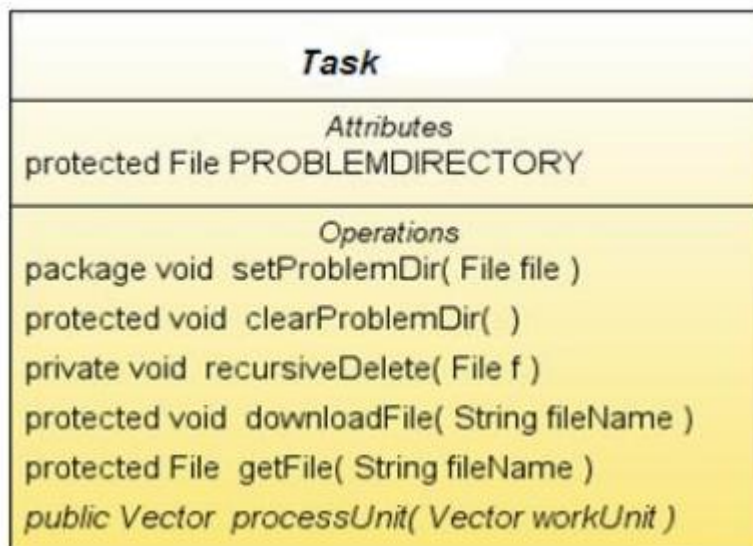 Task
Attributes
protected File PROBLEMDIRECTORY
Operations
package void setProblemDir( File file )
protected void clearProblemDir( )
private void recursiveDelete( File f )
protected void downloadFile( String fileName )
protected File getFile( String fileName )
public Vector processUnit( Vector workUnit )